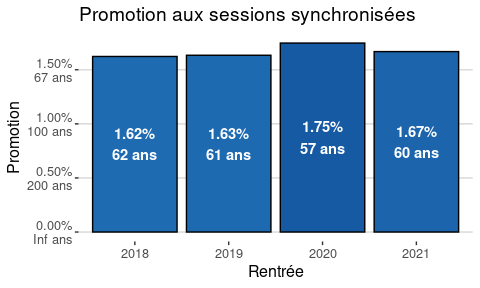 Promotion aux sessions synchronisées
Promotion
1.50%
67 ans
1.00%
100 ans
0.50%
200 ans
0.00%
Inf ans
1.62%
62 ans
1.63%
61 ans
1.75%
57 ans
1.67%
60 ans
2018
2019
2020
2021
Rentrée